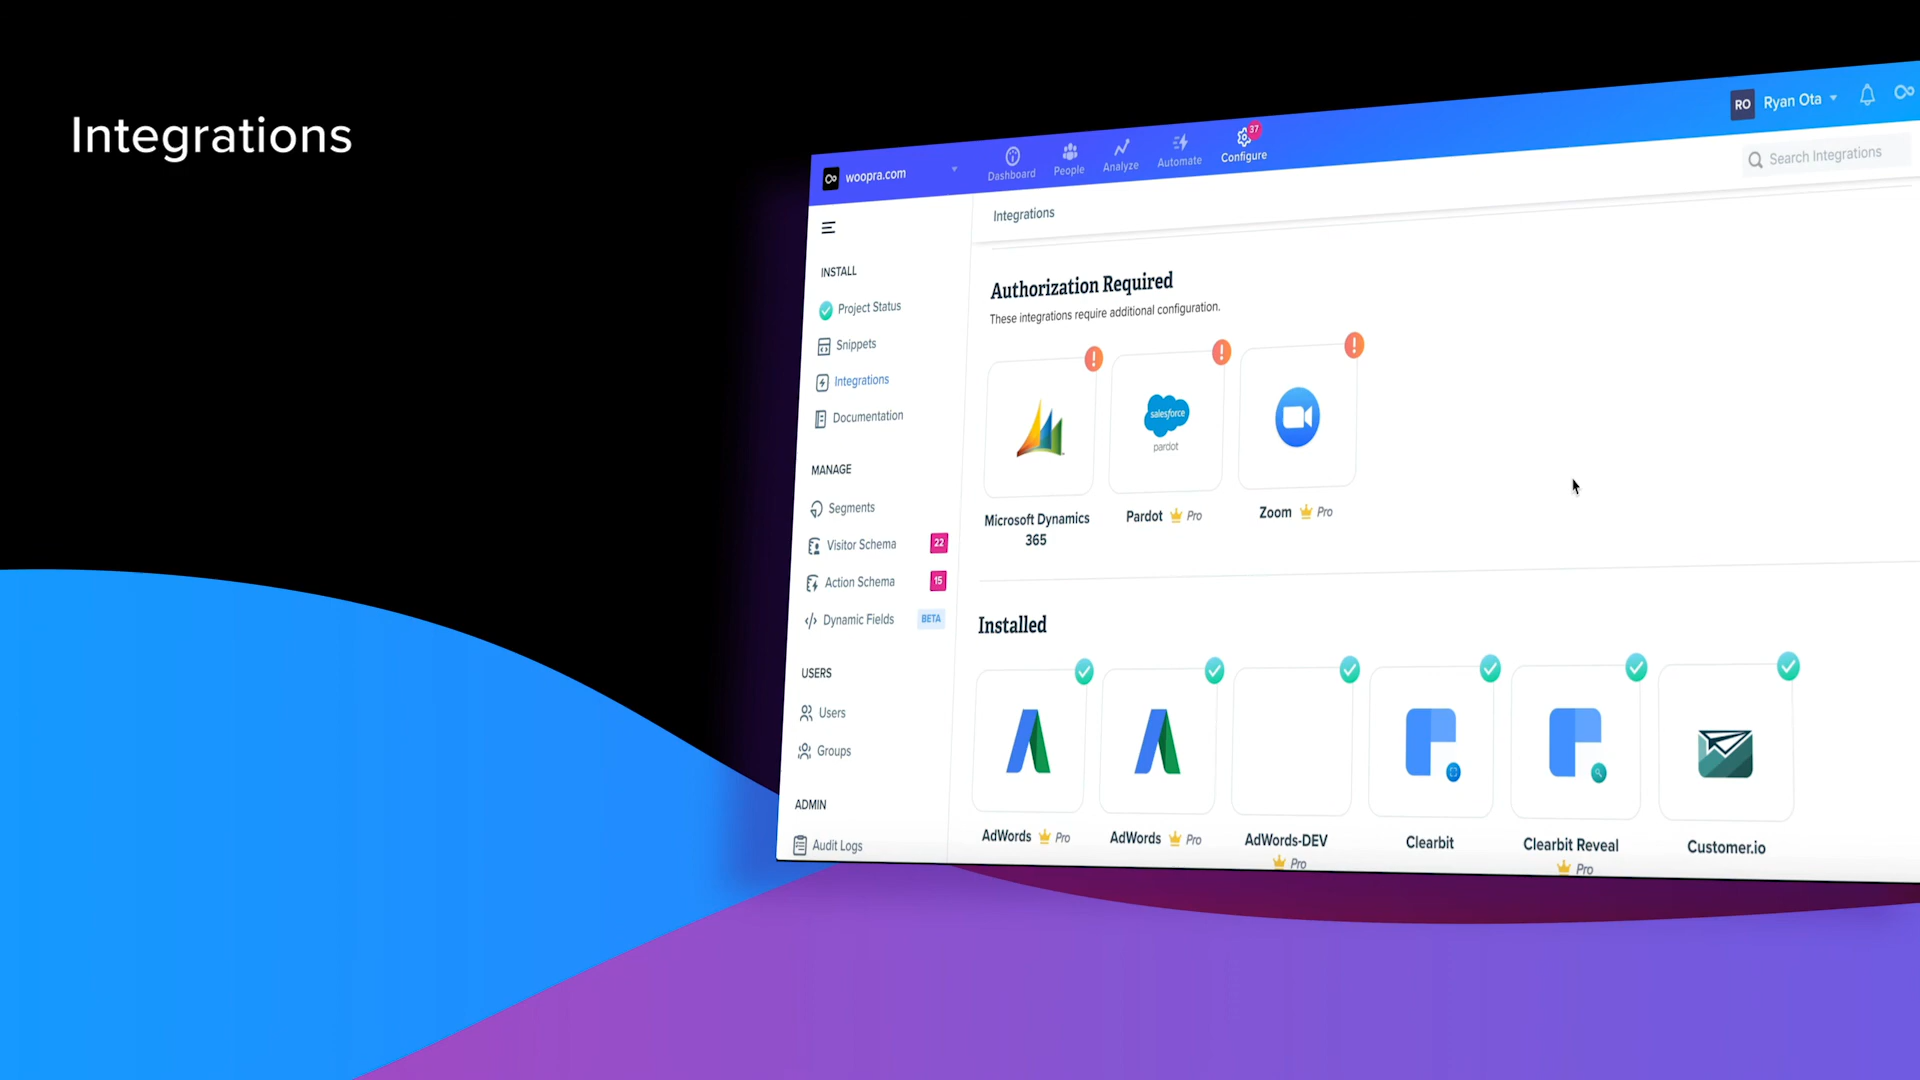 Integrations
woopra.com
Dashboard
People
Analyze
Automate
37
Configure
RO
Ryan Ota
Search Integrations
Integrations
INSTALL
Project Status
Snippets
Integrations
Documentation
MANAGE
Segments
Visitor Schema 22
Action Schema 15
Dynamic Fields BETA
USERS
Users
Groups
ADMIN
Audit Logs
Authorization Required
These integrations require additional configuration.
salesforce
pardot
Microsoft Dynamics
365
Pardot Pro
Zoom Pro
Installed
AdWords Pro
AdWords Pro
AdWords-DEV
Pro
Clearbit
Clearbit Reveal
Pro
Customer.io